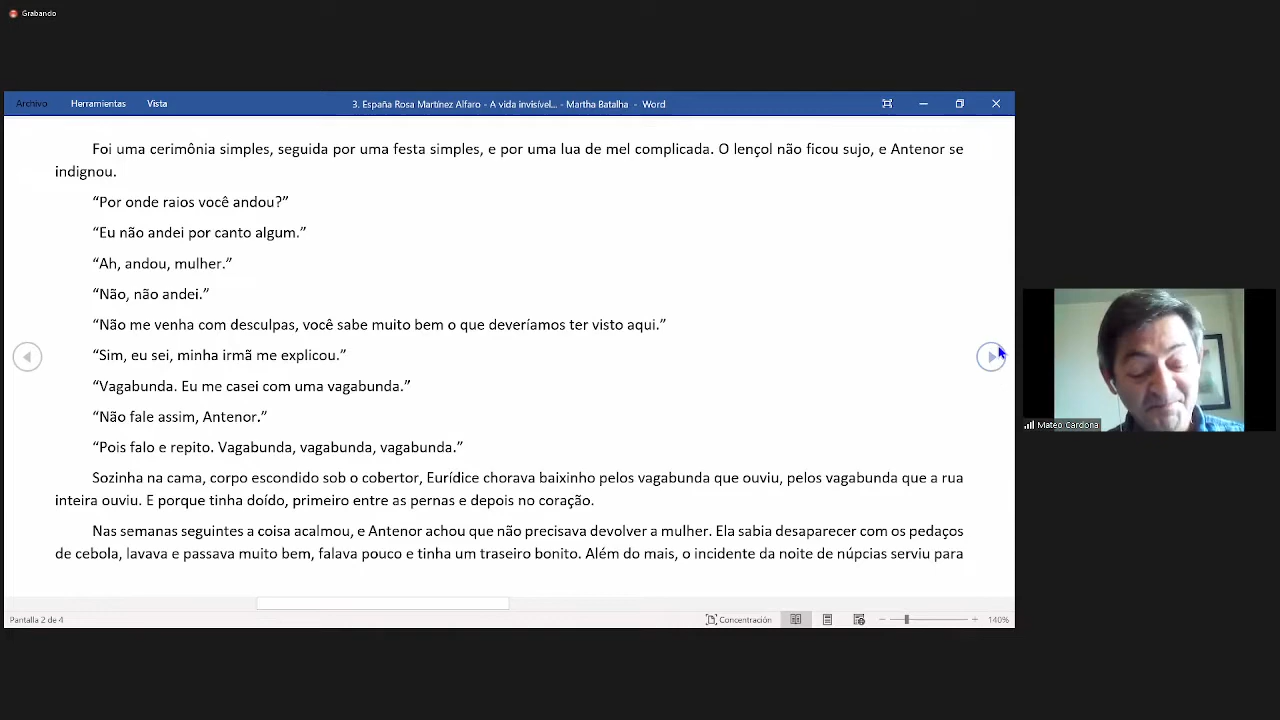 Grabando
Archivo Herramientas Vista 3. España Rosa Martínez Alfaro - A vida invisível... - Martha Batalha - Word
Foi uma cerimônia simples, seguida por uma festa simples, e por uma lua de mel complicada. O lençol não ficou sujo, e Antenor se
indignou.
“Por onde raios você andou?”
“Eu não andei por canto algum.”
“Ah, andou, mulher.”
“Não, não andei.”
“Não me venha com desculpas, você sabe muito bem o que deveríamos ter visto aqui.”
“Sim, eu sei, minha irmã me explicou.”
“Vagabunda. Eu me casei com uma vagabunda.”
“Não fale assim, Antenor.”
“Pois falo e repito. Vagabunda, vagabunda, vagabunda.”
Sozinha na cama, corpo escondido sob o cobertor, Eurídice chorava baixinho pelos vagabunda que ouviu, pelos vagabunda que a rua
inteira ouviu. E porque tinha doído, primeiro entre as pernas e depois no coração.
Nas semanas seguintes a coisa acalmou, e Antenor achou que não precisava devolver a mulher. Ela sabia desaparecer com os pedaços
de cebola, lavava e passava muito bem, falava pouco e tinha um traseiro bonito. Além do mais, o incidente da noite de núpcias serviu para
Mateo Cardona
Pantalla 2 de 4 Concentración 140%